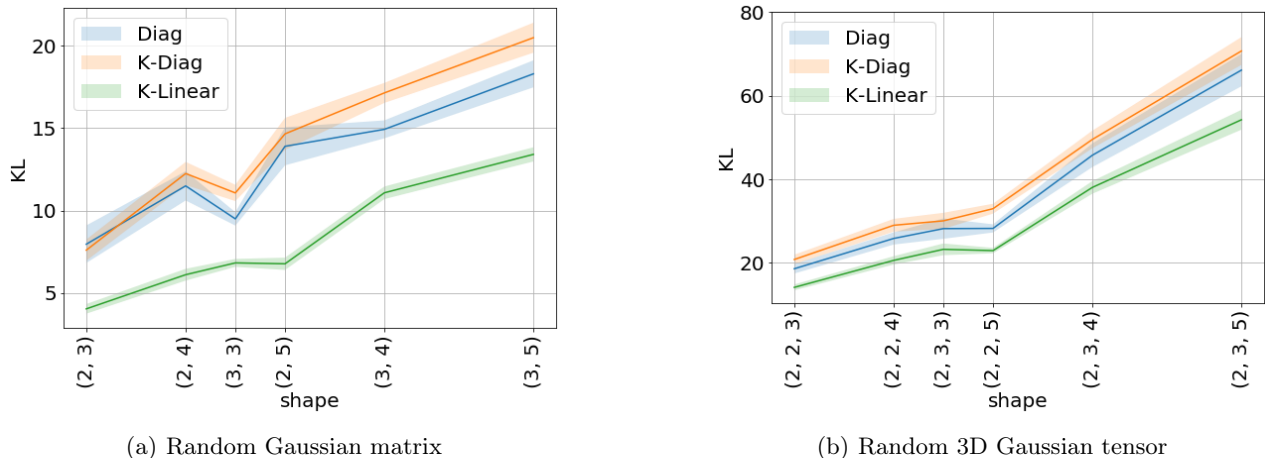 Diag
K-Diag
K-Linear
20
15
10
5
KL
(2, 3)
(2, 4)
(3, 3)
(2, 5)
(3, 4)
(3, 5)
shape
(a) Random Gaussian matrix
Diag
K-Diag
K-Linear
80
60
40
20
KL
(2, 2, 3)
(2, 2, 4)
(2, 3, 3)
(2, 2, 5)
(2, 3, 4)
(2, 3, 5)
shape
(b) Random 3D Gaussian tensor